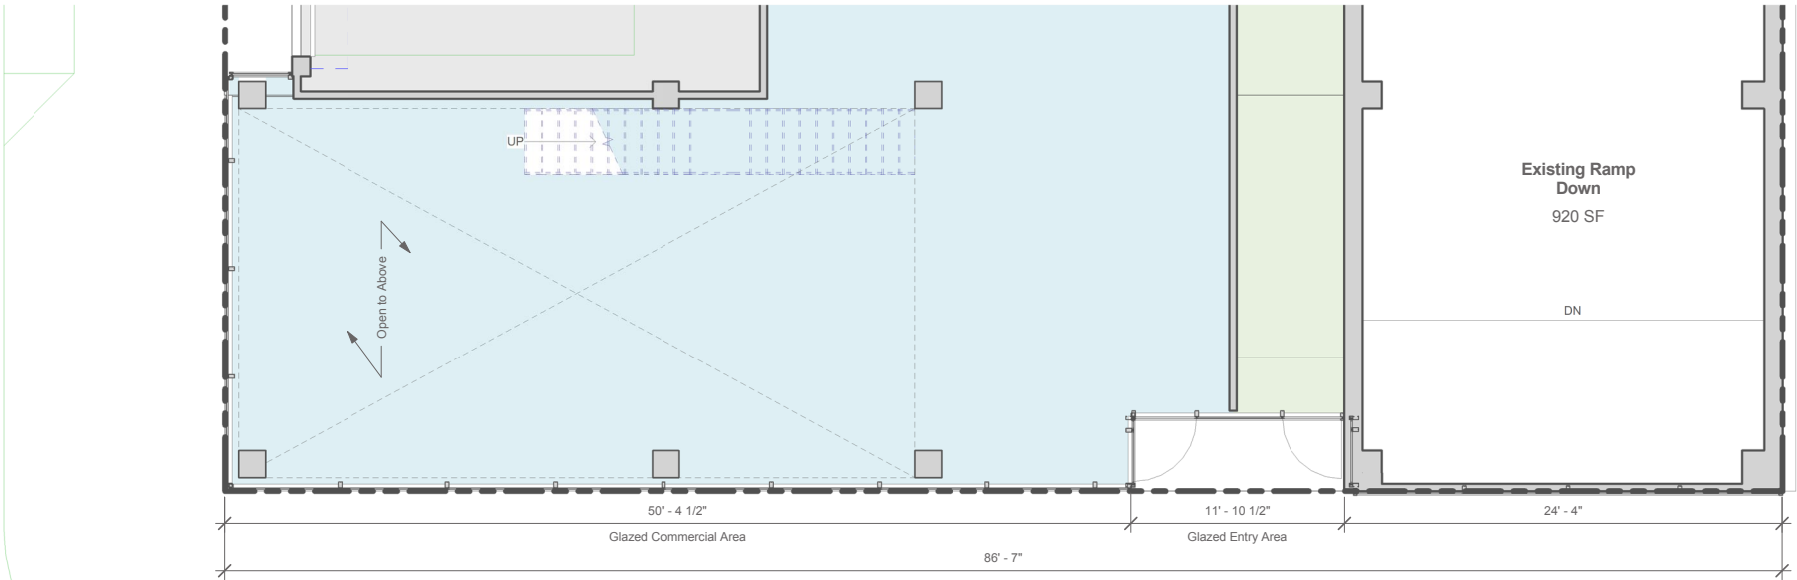 UP
Existing Ramp
Down
920 SF
Open to Above
DN
50' - 4 1/2"
11' - 10 1/2"
24' - 4"
Glazed Commercial Area
Glazed Entry Area
86' - 7"